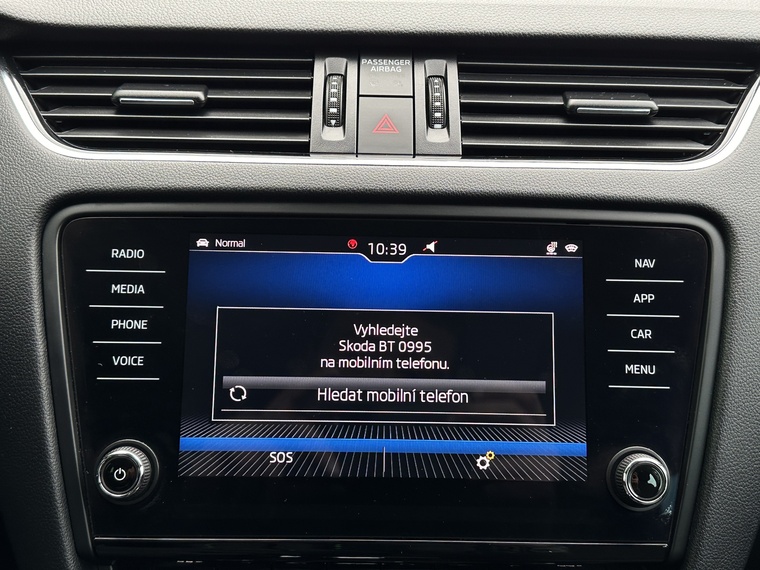 PASSENGER
AIRBAG
Normal
10:39
RADIO
MEDIA
PHONE
VOICE
NAV
APP
CAR
MENU
Vyhledejte
Skoda BT 0995
na mobilním telefonu.
Hledat mobilní telefon
SOS